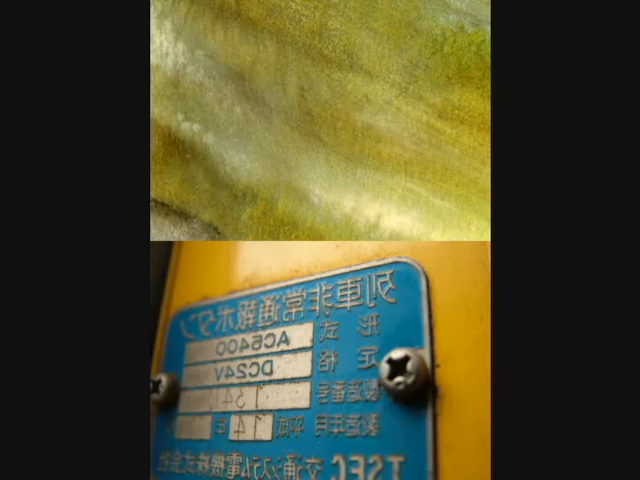 列車非常通報ボタン
形式 AC6400
定格 DC24V
製造番号 134
製造年月 平成 14 年
TSEC 交通システム電機株式会社